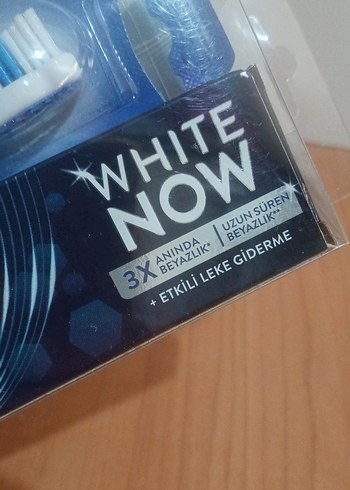 WHITE
NOW
3X ANINDA BEYAZLIK* | UZUN SÜREN BEYAZLIK**
+ ETKİLİ LEKE GİDERME